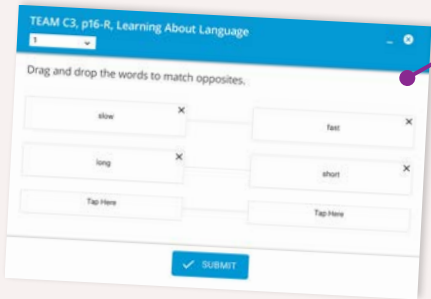 TEAM C3, p16-R, Learning About Language
1
Drag and drop the words to match opposites.
slow
fast
long
short
Tap Here
Tap Here
SUBMIT